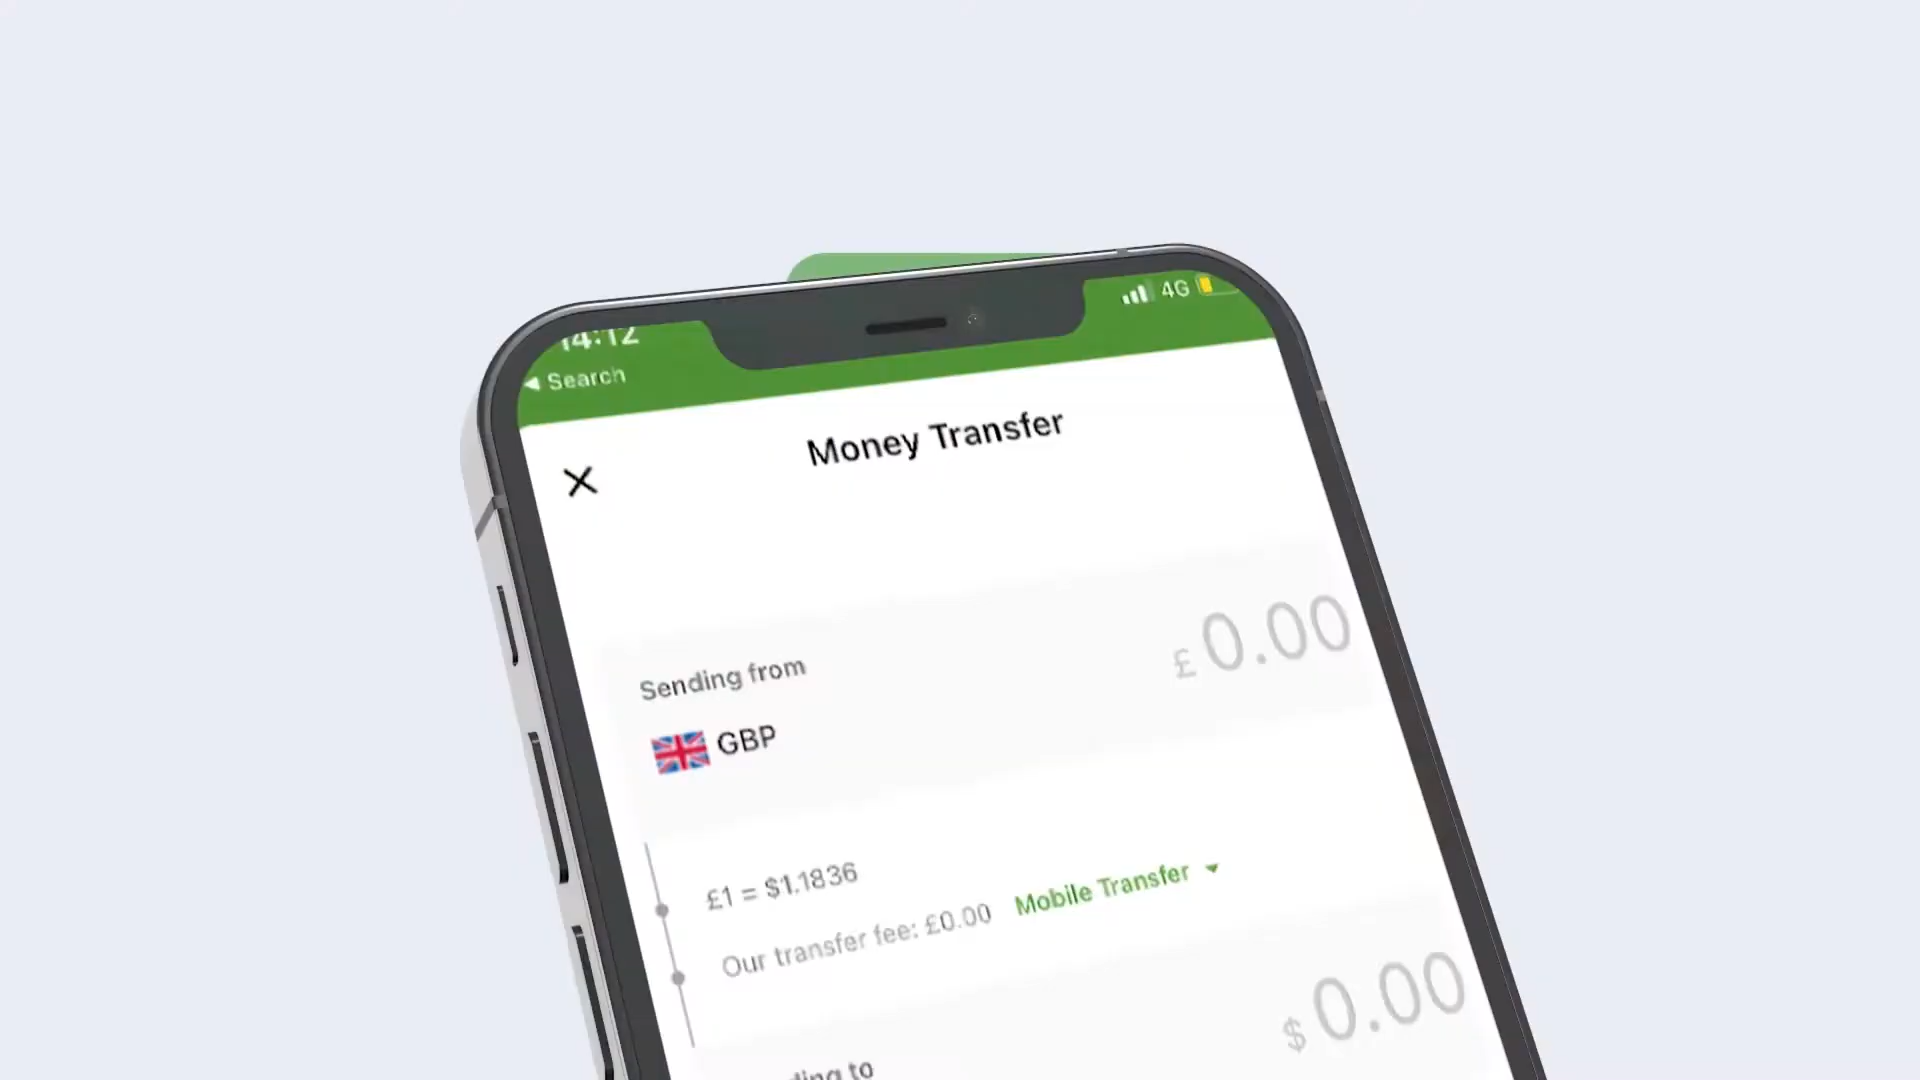 14:12
4G
Search
Money Transfer
Sending from
£0.00
GBP
£1 = $1.1836
Our transfer fee: £0.00 Mobile Transfer
$0.00
to